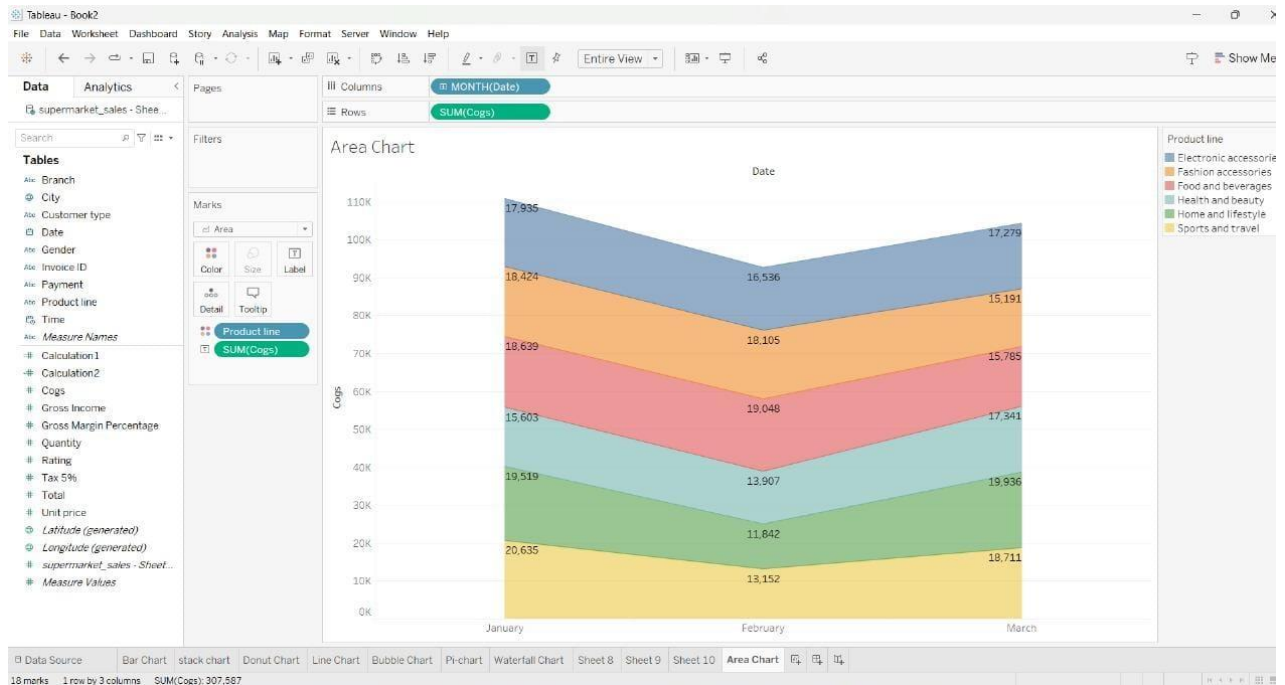 Tableau - Book2
File Data Worksheet Dashboard Story Analysis Map Format Server Window Help
Entire View
Show Me
Data Analytics
supermarket_sales - Shee...
Search
Tables
Branch
City
Customer type
Date
Gender
Invoice ID
Payment
Product line
Time
Measure Names
Calculation1
Calculation2
Cogs
Gross Income
Gross Margin Percentage
Quantity
Rating
Tax 5%
Total
Unit price
Latitude (generated)
Longitude (generated)
supermarket_sales - Sheet...
Measure Values
Pages
Filters
Marks
Area
Color Size Label
Detail Tooltip
Product line
SUM(Cogs)
Columns MONTH(Date)
Rows SUM(Cogs)
Area Chart
Date
Cogs
110K
100K
90K
80K
70K
60K
50K
40K
30K
20K
10K
0K
17,935
18,424
18,639
15,603
19,519
20,635
16,536
18,105
19,048
13,907
11,842
13,152
17,279
15,191
15,785
17,341
19,936
18,711
January February March
Product line
Electronic accessorie
Fashion accessories
Food and beverages
Health and beauty
Home and lifestyle
Sports and travel
Data Source Bar Chart stack chart Donut Chart Line Chart Bubble Chart Pi-chart Waterfall Chart Sheet 8 Sheet 9 Sheet 10 Area Chart
18 marks 1 row by 3 columns SUM(Cogs): 307,587